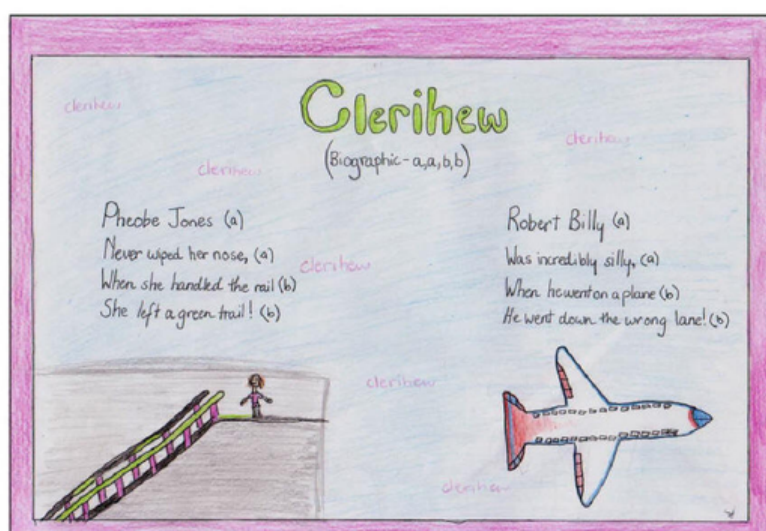 clerihew
Clerihew
(Biographic - a,a,b,b)
clerihew
clerihew
Pheobe Jones (a)
Never wiped her nose, (a)
When she handled the rail (b)
She left a green trail! (b)
clerihew
Robert Billy (a)
Was incredibly silly, (a)
When he went on a plane (b)
He went down the wrong lane! (b)
clerihew
clerihew